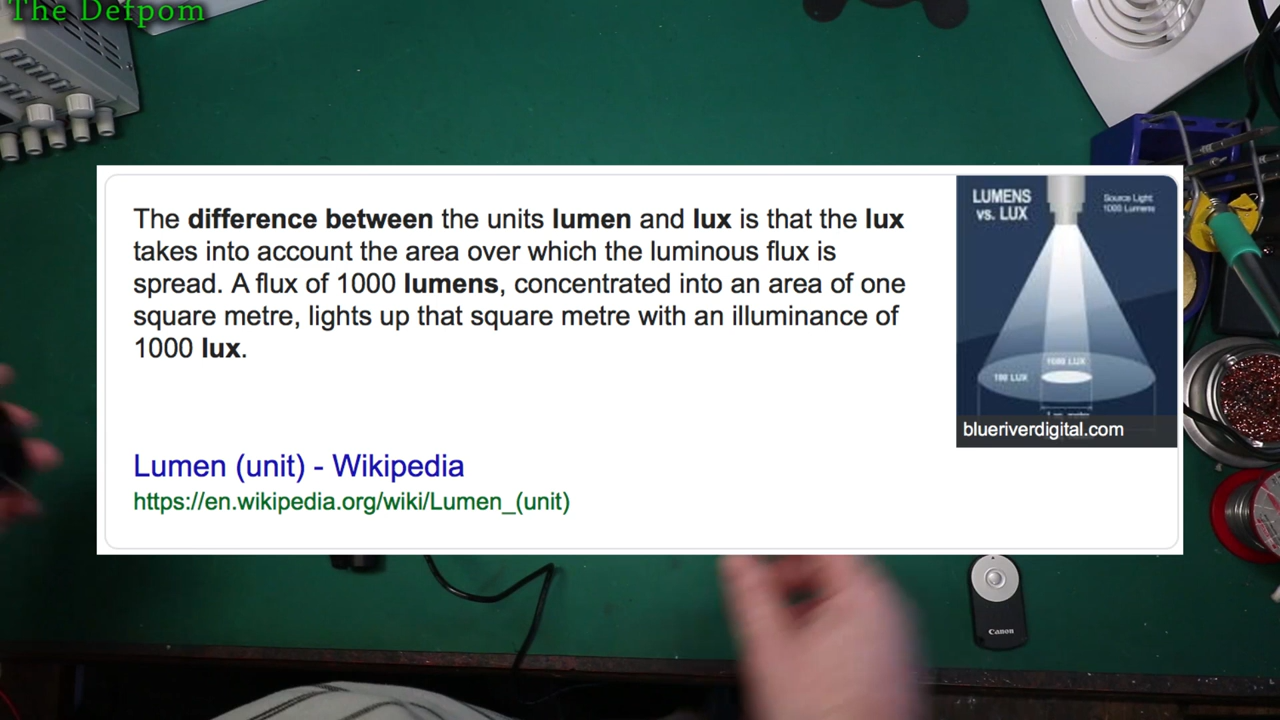 The Defpom
The difference between the units lumen and lux is that the lux
takes into account the area over which the luminous flux is
spread. A flux of 1000 lumens, concentrated into an area of one
square metre, lights up that square metre with an illuminance of
1000 lux.
LUMENS
vs. LUX
Source Light
1000 Lumens
1000 LUX
100 LUX
blueriverdigital.com
Lumen (unit) - Wikipedia
https://en.wikipedia.org/wiki/Lumen_(unit)
Canon